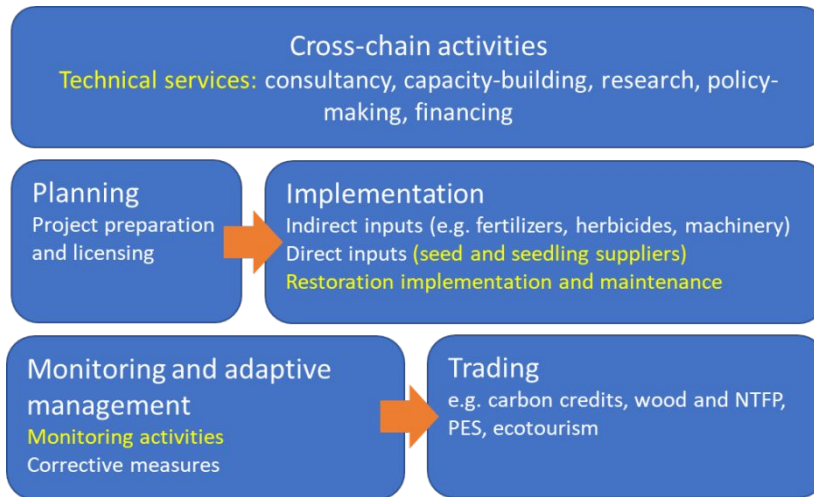 Cross-chain activities
Technical services: consultancy, capacity-building, research, policy-
making, financing
Planning
Project preparation
and licensing
Implementation
Indirect inputs (e.g. fertilizers, herbicides, machinery)
Direct inputs (seed and seedling suppliers)
Restoration implementation and maintenance
Monitoring and adaptive
management
Monitoring activities
Corrective measures
Trading
e.g. carbon credits, wood and NTFP,
PES, ecotourism